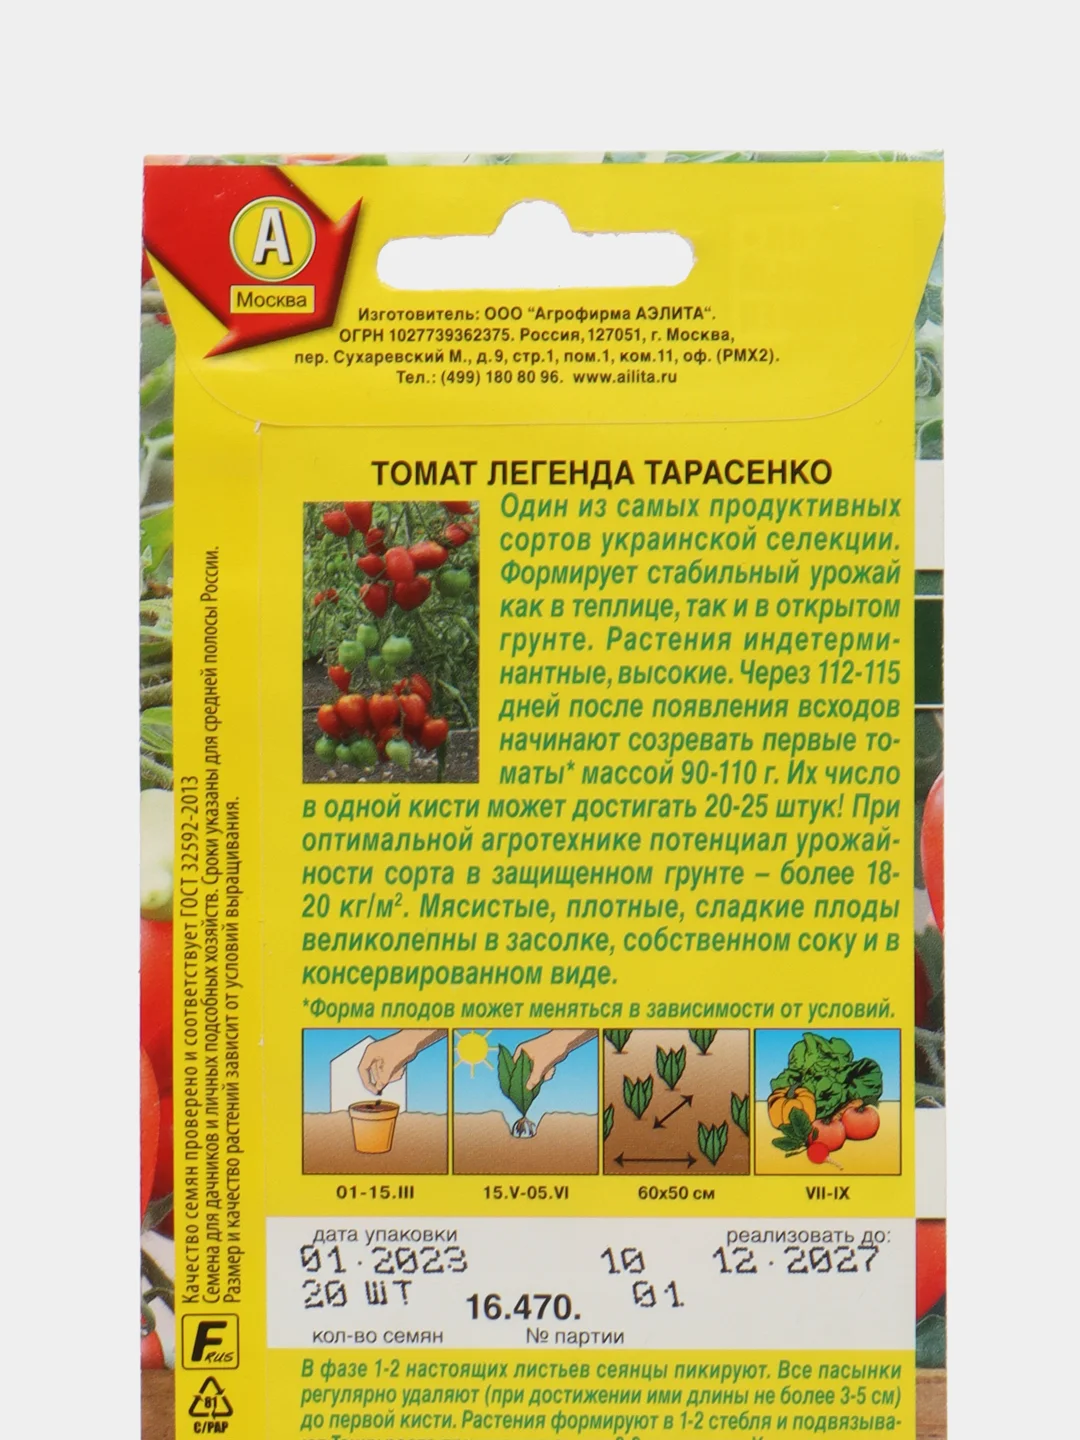 А
Москва
Изготовитель: ООО "Агрофирма АЭЛИТА".
ОГРН 1027739362375. Россия,127051, г. Москва,
пер. Сухаревский М., д.9, стр.1, пом.1, ком.11, оф. (РМХ2).
Тел.: (499) 180 80 96. www.ailita.ru
ТОМАТ ЛЕГЕНДА ТАРАСЕНКО
Один из самых продуктивных
сортов украинской селекции.
Формирует стабильный урожай
как в теплице, так и в открытом
грунте. Растения индетерми-
нантные, высокие. Через 112-115
дней после появления всходов
начинают созревать первые то-
маты* массой 90-110 г. Их число
в одной кисти может достигать 20-25 штук! При
оптимальной агротехнике потенциал урожай-
ности сорта в защищенном грунте – более 18-
20 кг/м². Мясистые, плотные, сладкие плоды
великолепны в засолке, собственном соку и в
консервированном виде.
*Форма плодов может меняться в зависимости от условий.
01-15.III 15.V-05.VI 60х50 см VII-IX
дата упаковки реализовать до:
01.2023 10 12.2027
20 ШТ 16.470. 01
кол-во семян № партии
В фазе 1-2 настоящих листьев сеянцы пикируют. Все пасынки
регулярно удаляют (при достижении ими длины не более 3-5 см)
до первой кисти. Растения формируют в 1-2 стебля и подвязыва-
Качество семян проверено и соответствует ГОСТ 32592-2013
Семена для дачников и личных подсобных хозяйств. Сроки указаны для средней полосы России.
Размер и качество растений зависит от условий выращивания.
F RUS
81
C/PAP